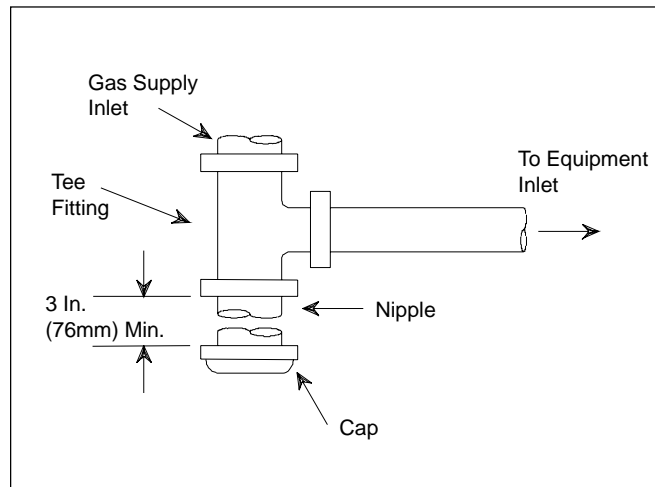 Gas Supply
Inlet
Tee
Fitting
To Equipment
Inlet
3 In.
(76mm) Min.
Nipple
Cap